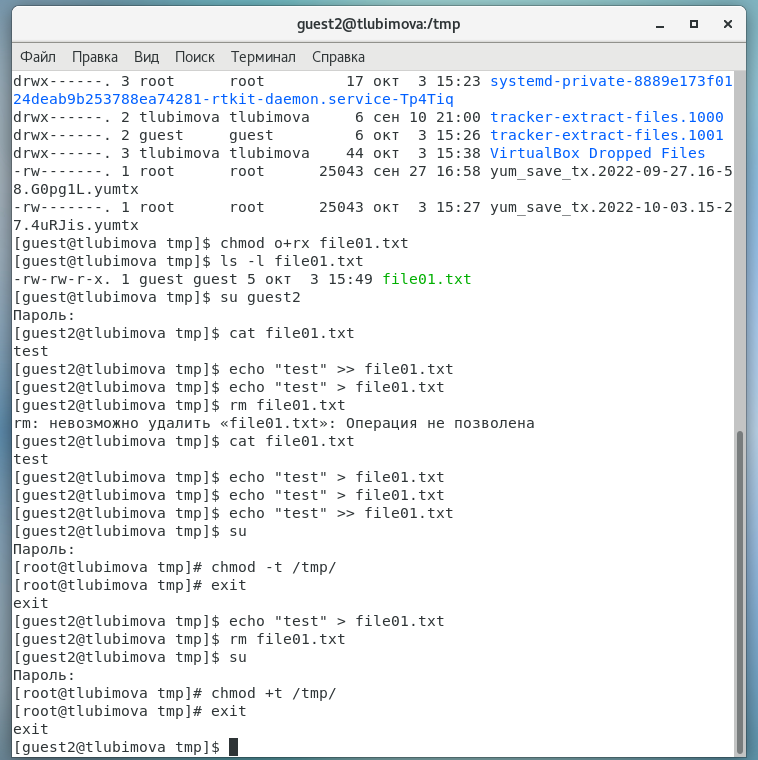 guest2@tlubimova:/tmp
Файл Правка Вид Поиск Терминал Справка
drwx------. 3 root      root         17 окт  3 15:23 systemd-private-8889e173f01
24deab9b253788ea74281-rtkit-daemon.service-Tp4Tiq
drwx------. 2 tlubimova tlubimova     6 сен 10 21:00 tracker-extract-files.1000
drwx------. 2 guest     guest         6 окт  3 15:26 tracker-extract-files.1001
drwx------. 3 tlubimova tlubimova    44 окт  3 15:38 VirtualBox Dropped Files
-rw-------. 1 root      root      25043 сен 27 16:58 yum_save_tx.2022-09-27.16-5
8.G0pg1L.yumtx
-rw-------. 1 root      root      25043 окт  3 15:27 yum_save_tx.2022-10-03.15-2
7.4uRJis.yumtx
[guest@tlubimova tmp]$ chmod o+rx file01.txt
[guest@tlubimova tmp]$ ls -l file01.txt
-rw-rw-r-x. 1 guest guest 5 окт  3 15:49 file01.txt
[guest@tlubimova tmp]$ su guest2
Пароль:
[guest2@tlubimova tmp]$ cat file01.txt
test
[guest2@tlubimova tmp]$ echo "test" >> file01.txt
[guest2@tlubimova tmp]$ echo "test" > file01.txt
[guest2@tlubimova tmp]$ rm file01.txt
rm: невозможно удалить «file01.txt»: Операция не позволена
[guest2@tlubimova tmp]$ cat file01.txt
test
[guest2@tlubimova tmp]$ echo "test" > file01.txt
[guest2@tlubimova tmp]$ echo "test" > file01.txt
[guest2@tlubimova tmp]$ echo "test" >> file01.txt
[guest2@tlubimova tmp]$ su
Пароль:
[root@tlubimova tmp]# chmod -t /tmp/
[root@tlubimova tmp]# exit
exit
[guest2@tlubimova tmp]$ echo "test" > file01.txt
[guest2@tlubimova tmp]$ rm file01.txt
[guest2@tlubimova tmp]$ su
Пароль:
[root@tlubimova tmp]# chmod +t /tmp/
[root@tlubimova tmp]# exit
exit
[guest2@tlubimova tmp]$